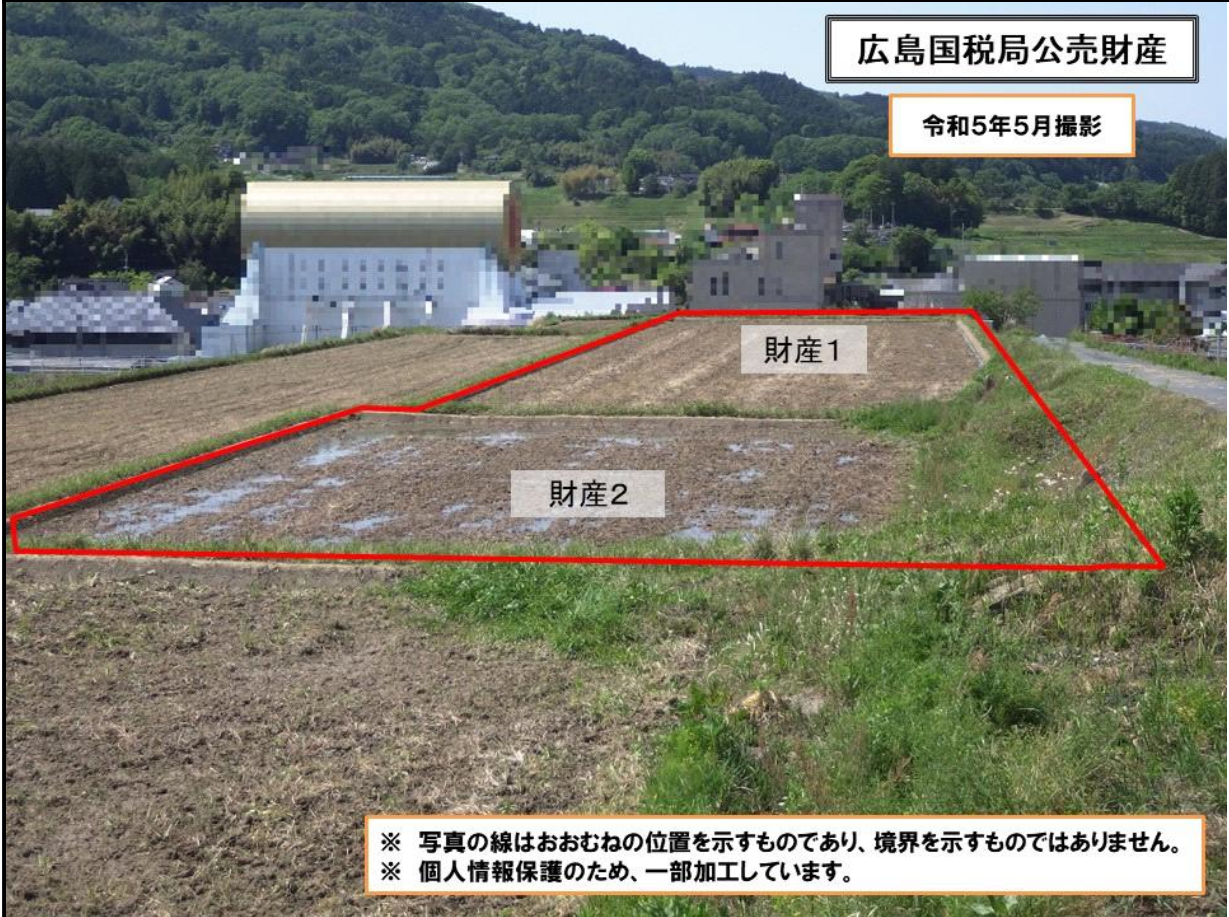 広島国税局公売財産
令和5年5月撮影
財産1
財産2
※ 写真の線はおおむねの位置を示すものであり、境界を示すものではありません。
※ 個人情報保護のため、一部加工しています。